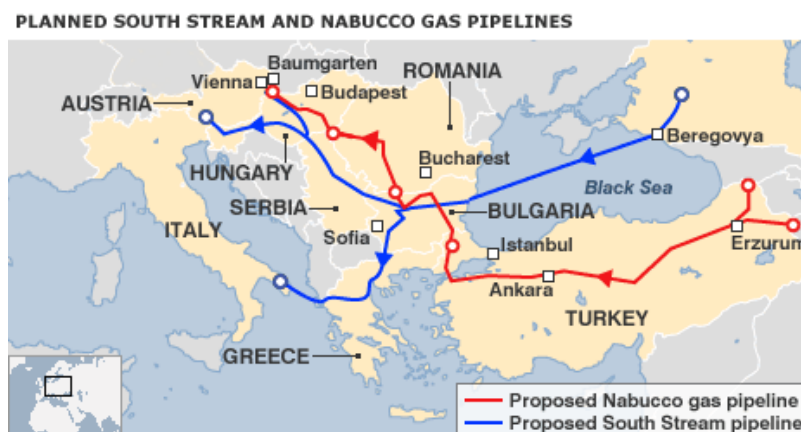 PLANNED SOUTH STREAM AND NABUCCO GAS PIPELINES
Baumgarten
Vienna
ROMANIA
Budapest
AUSTRIA
Beregovya
Bucharest
HUNGARY
Black Sea
SERBIA
BULGARIA
ITALY
Sofia
Istanbul
Erzurum
Ankara
TURKEY
GREECE
Proposed Nabucco gas pipeline
Proposed South Stream pipeline